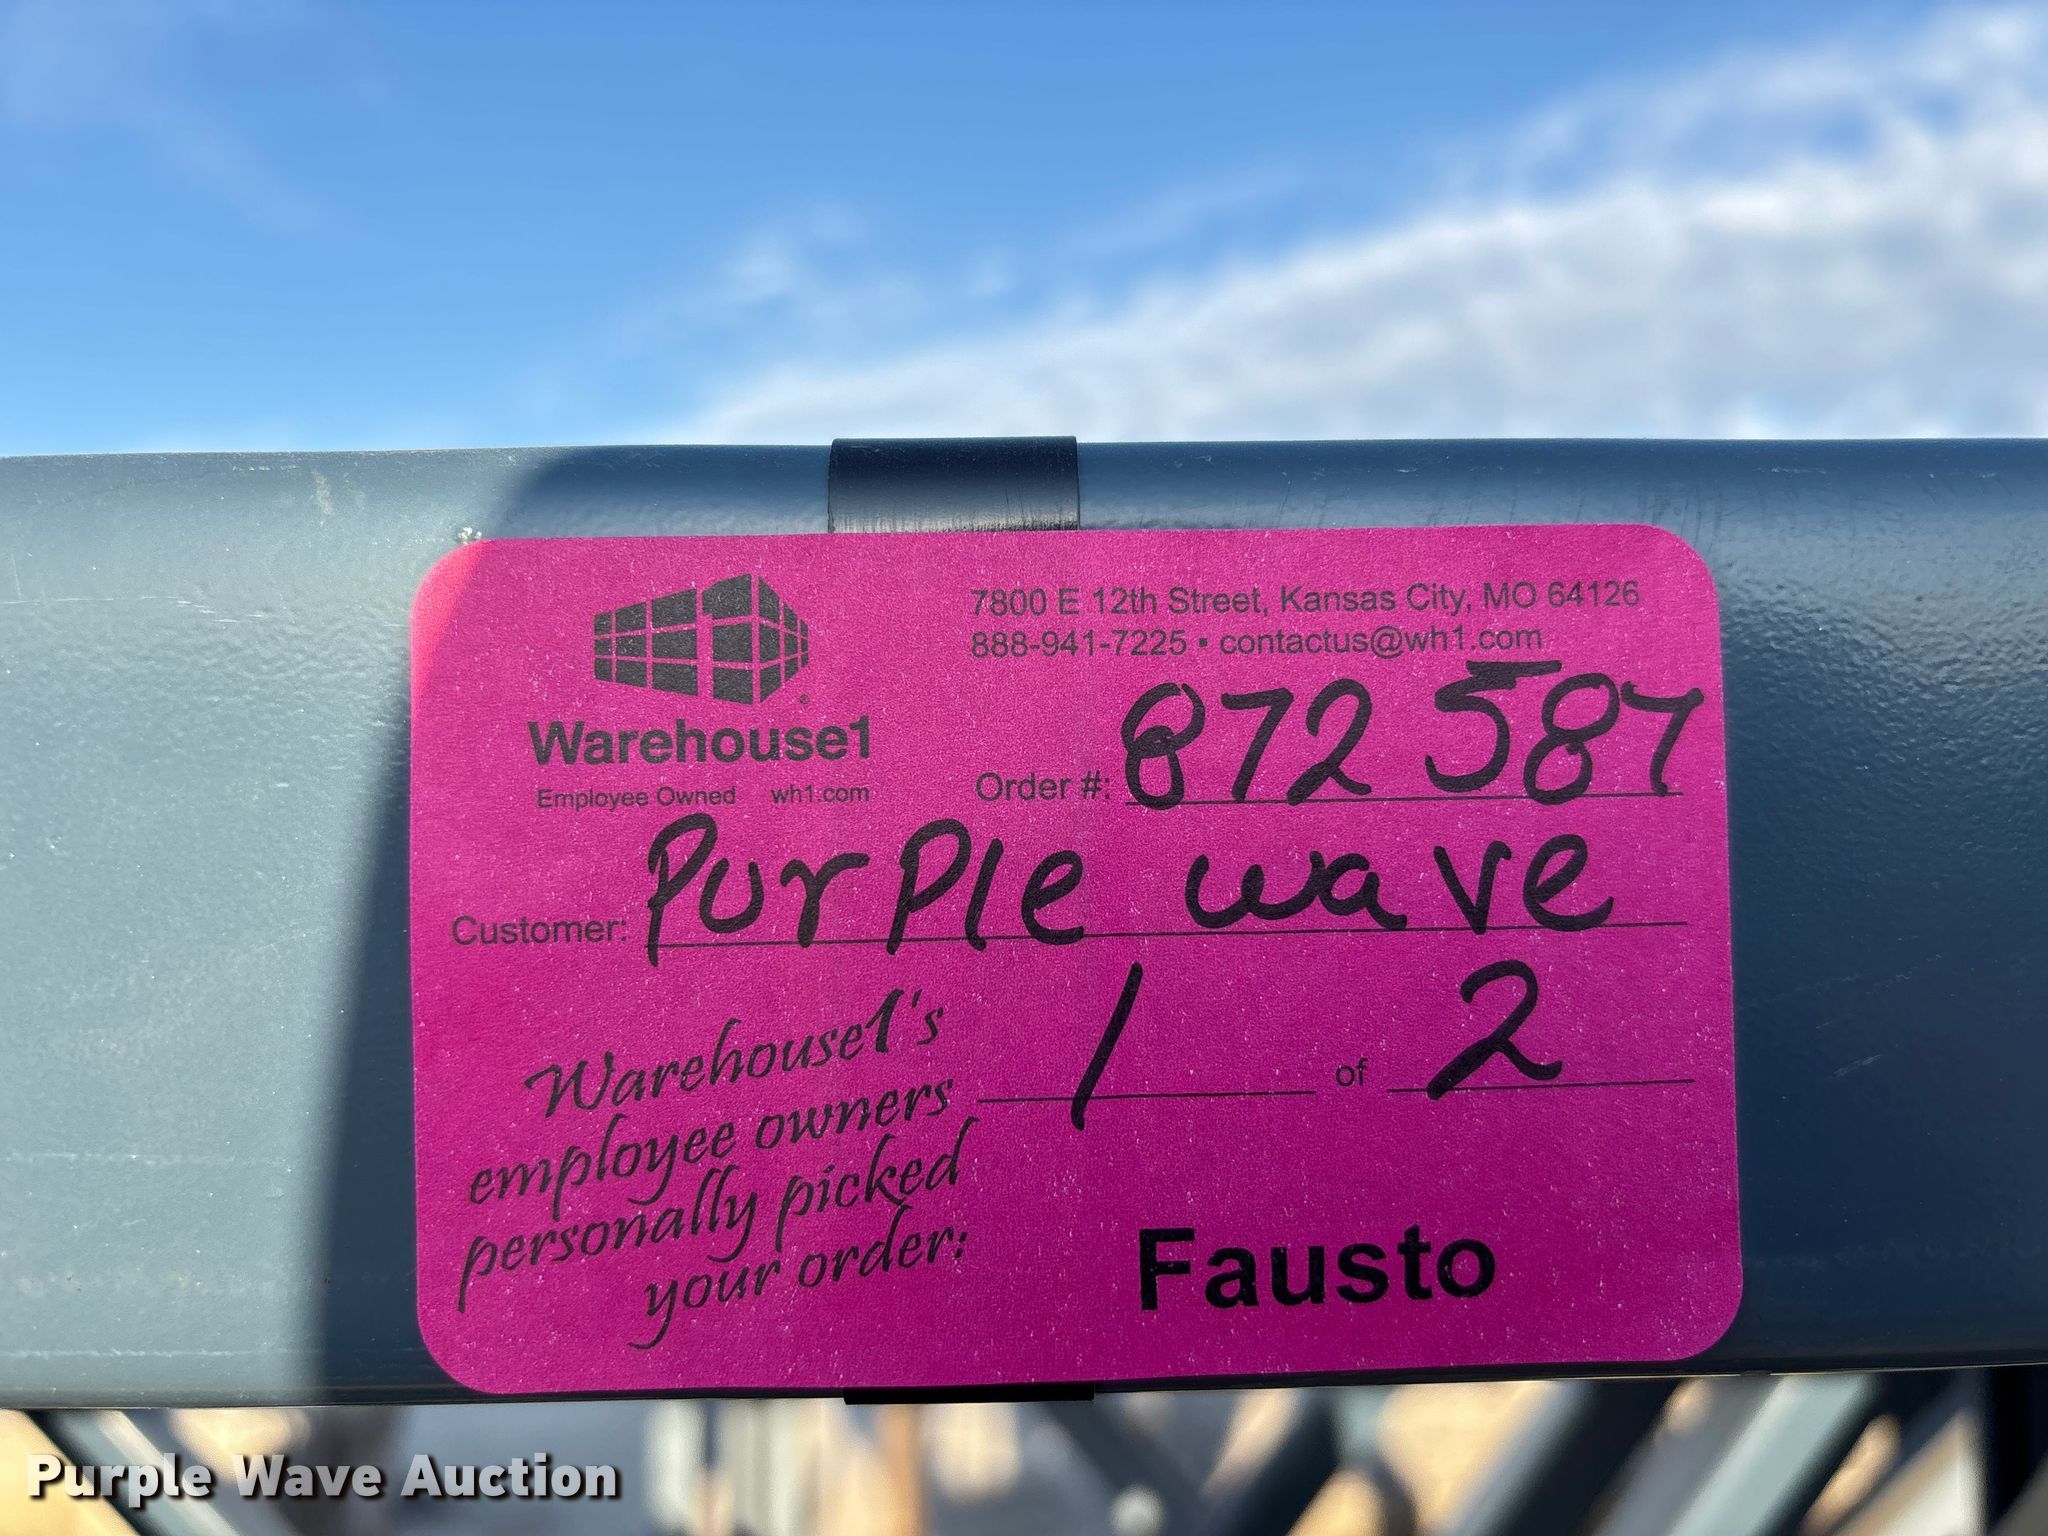 7800 E 12th Street, Kansas City, MO 64126
888-941-7225 • contactus@wh1.com
Warehouse1
Employee Owned wh1.com
Order #: 872587
Customer: Purple wave
1 of 2
Warehouse1's
employee owners
personally picked
your order:
Fausto
Purple Wave Auction